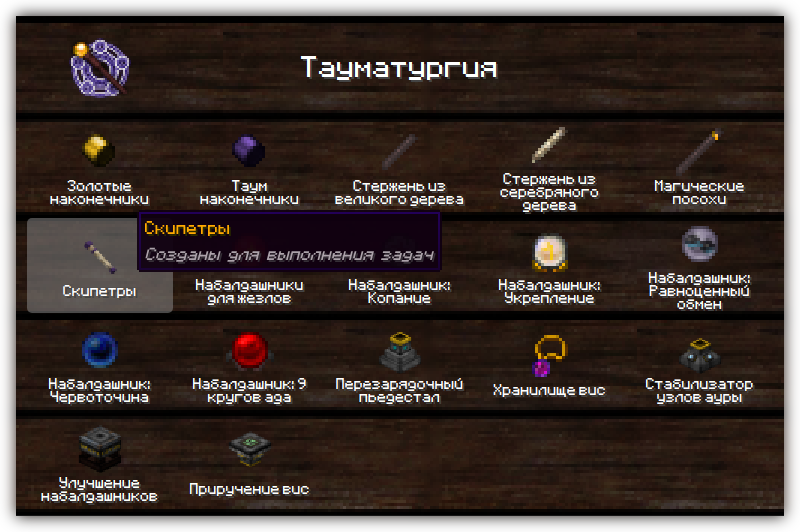 Тауматургия
Золотые
наконечники
Таум
наконечники
Стержень из
великого дерева
Стержень из
серебряного
дерева
Магические
посохи
Скипетры
Созданы для выполнения задач
Скипетры
Набалдашники
для жезлов
Набалдашник:
Копание
Набалдашник:
Укрепление
Набалдашник:
Равноценный
обмен
Набалдашник:
Червоточина
Набалдашник: 9
кругов ада
Перезарядочный
пьедестал
Хранилище вис
Стабилизатор
узлов ауры
Улучшение
набалдашников
Приручение вис